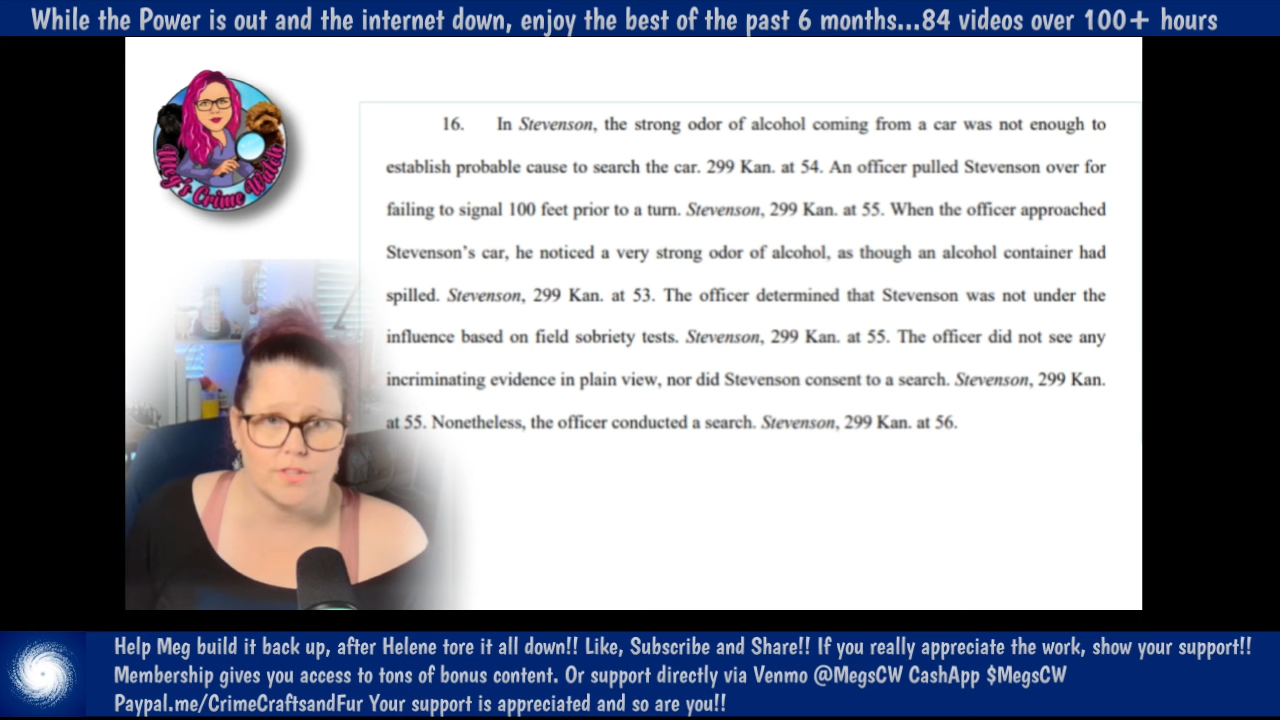 While the Power is out and the internet down, enjoy the best of the past 6 months...84 videos over 100+ hours
Meg's Crime Watch
16. In Stevenson, the strong odor of alcohol coming from a car was not enough to
establish probable cause to search the car. 299 Kan. at 54. An officer pulled Stevenson over for
failing to signal 100 feet prior to a turn. Stevenson, 299 Kan. at 55. When the officer approached
Stevenson's car, he noticed a very strong odor of alcohol, as though an alcohol container had
spilled. Stevenson, 299 Kan. at 53. The officer determined that Stevenson was not under the
influence based on field sobriety tests. Stevenson, 299 Kan. at 55. The officer did not see any
incriminating evidence in plain view, nor did Stevenson consent to a search. Stevenson, 299 Kan.
at 55. Nonetheless, the officer conducted a search. Stevenson, 299 Kan. at 56.
Help Meg build it back up, after Helene tore it all down!! Like, Subscribe and Share!! If you really appreciate the work, show your support!!
Membership gives you access to tons of bonus content. Or support directly via Venmo @MegsCW CashApp $MegsCW
Paypal.me/CrimeCraftsandFur Your support is appreciated and so are you!!